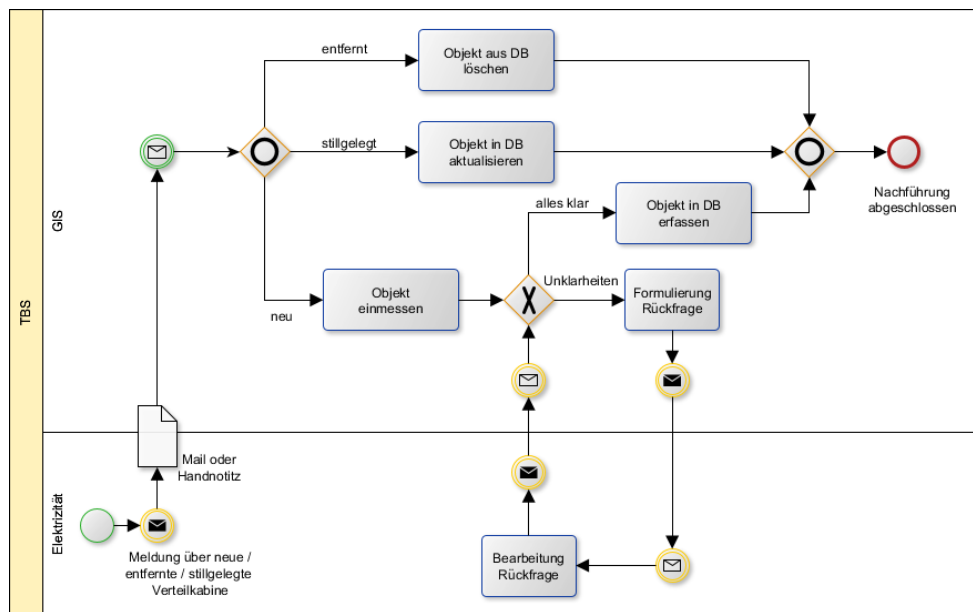 TBS
GIS
Elektrizität
entfernt
Objekt aus DB
löschen
stillgelegt
Objekt in DB
aktualisieren
alles klar
Objekt in DB
erfassen
Nachführung
abgeschlossen
neu
Objekt
einmessen
Unklarheiten
Formulierung
Rückfrage
Mail oder
Handnotitz
Meldung über neue /
entfernte / stillgelegte
Verteilkabine
Bearbeitung
Rückfrage